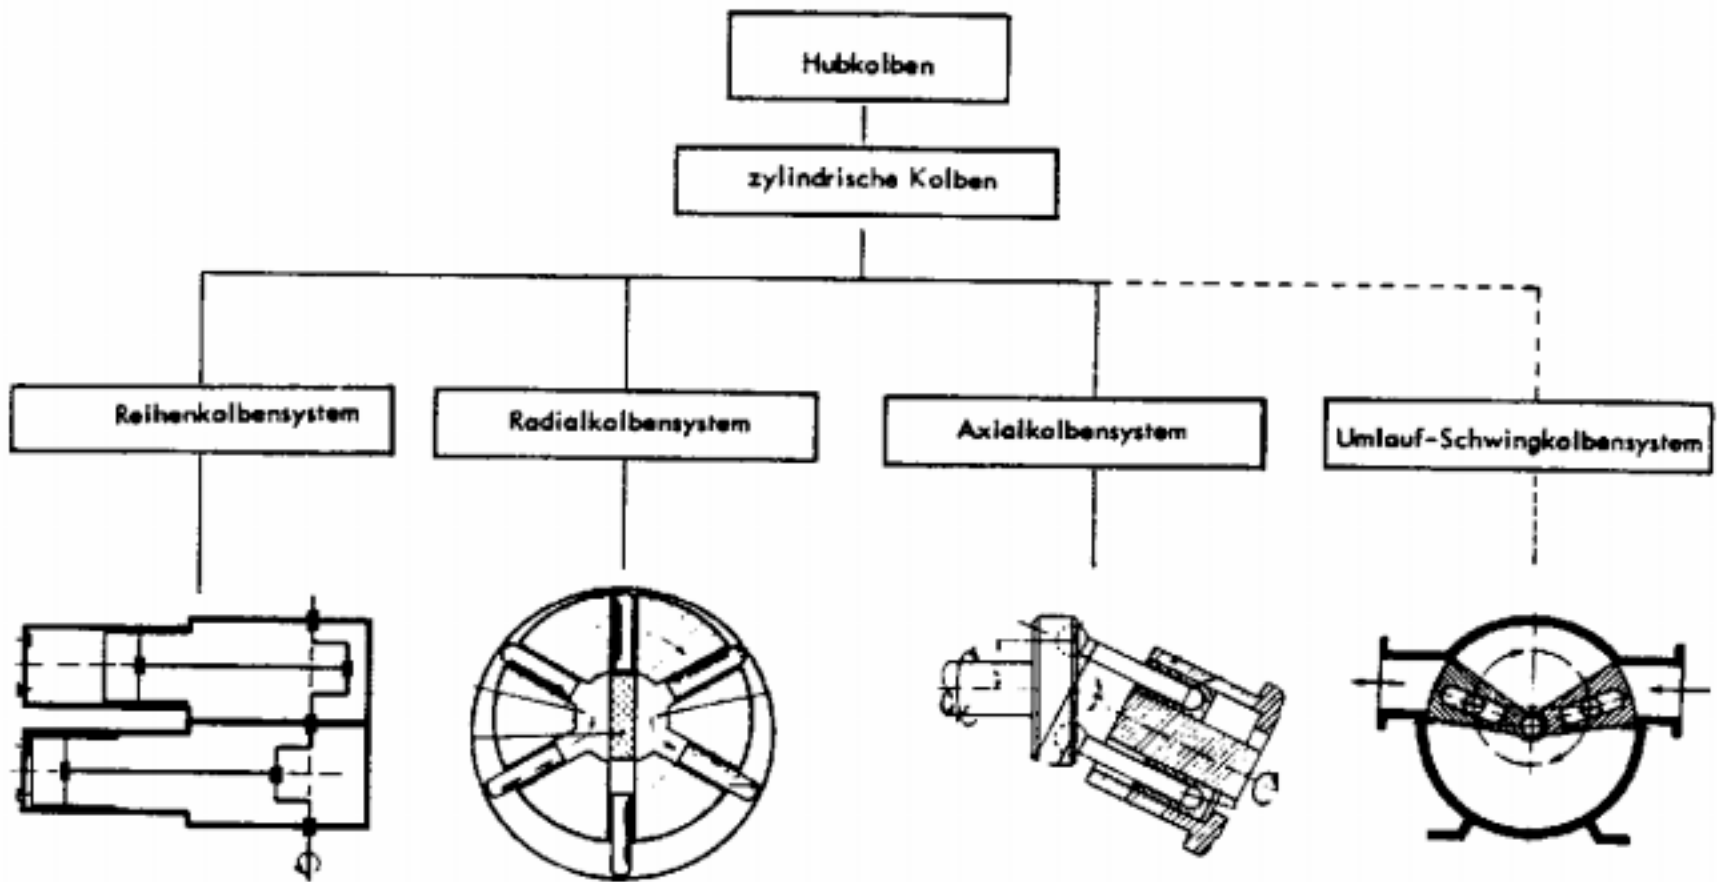 Hubkolben
zylindrische Kolben
Reihenkolbensystem
Radialkolbensystem
Axialkolbensystem
Umlauf-Schwingkolbensystem